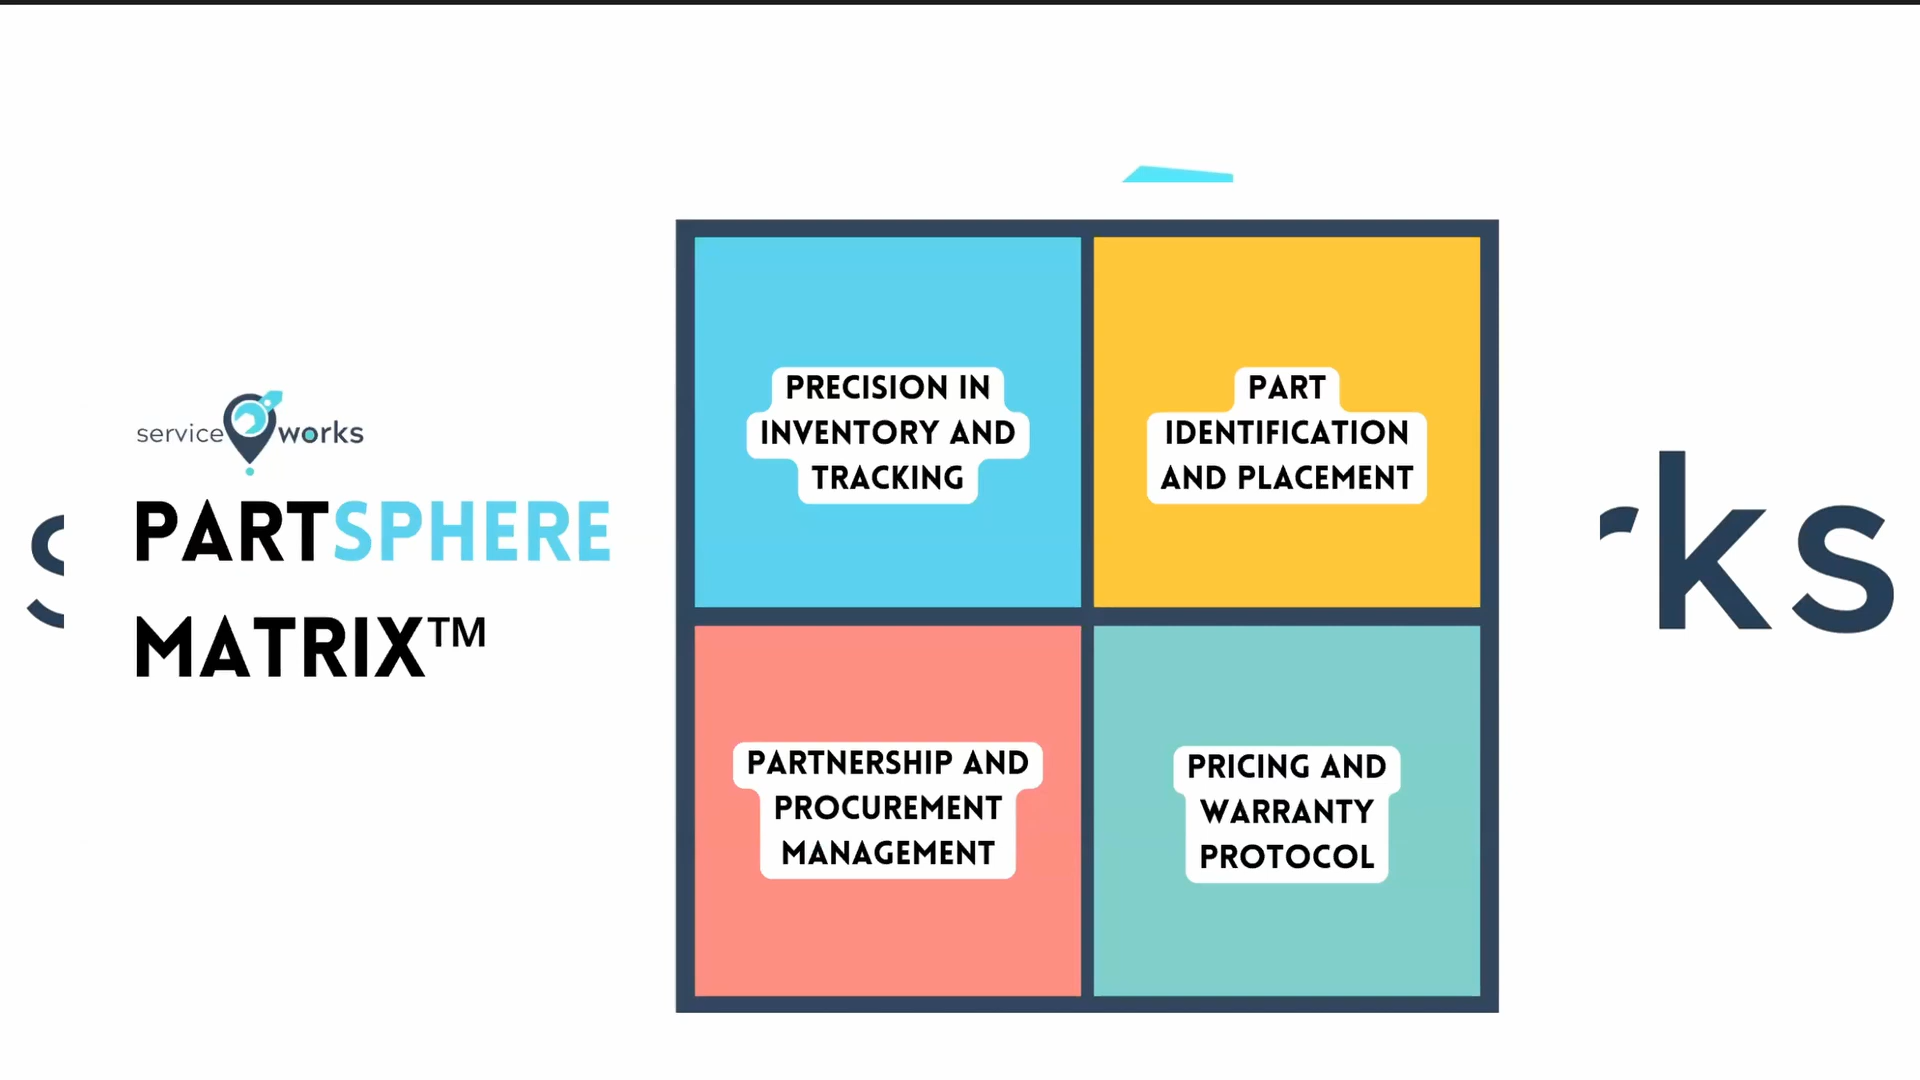 service works
PARTSPHERE
MATRIX™
PRECISION IN
INVENTORY AND
TRACKING
PART
IDENTIFICATION
AND PLACEMENT
PARTNERSHIP AND
PROCUREMENT
MANAGEMENT
PRICING AND
WARRANTY
PROTOCOL
s
rks